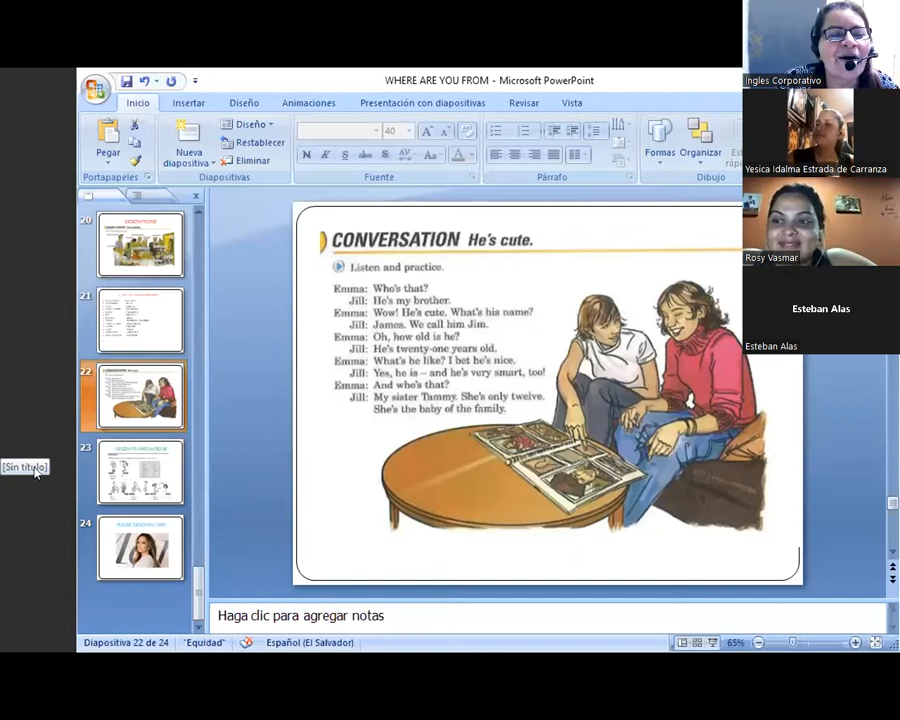 WHERE ARE YOU FROM - Microsoft PowerPoint
Inicio Insertar Diseño Animaciones Presentación con diapositivas Revisar Vista
Pegar
Nueva diapositiva
Diseño
Restablecer
Eliminar
40
N K S abc S AV Aa A
Formas Organizar
Portapapeles Diapositivas Fuente Párrafo Dibujo
20
21
22
23
24
CONVERSATION He's cute.
Listen and practice.
Emma: Who's that?
Jill: He's my brother.
Emma: Wow! He's cute. What's his name?
Jill: James. We call him Jim.
Emma: Oh, how old is he?
Jill: He's twenty-one years old.
Emma: What's he like? I bet he's nice.
Jill: Yes, he is – and he's very smart, too!
Emma: And who's that?
Jill: My sister Tammy. She's only twelve.
She's the baby of the family.
[Sin título]
Haga clic para agregar notas
Diapositiva 22 de 24 "Equidad" Español (El Salvador) 65%
Ingles Corporativo
Yesica Idalma Estrada de Carranza
Rosy Vasmar
Esteban Alas
Esteban Alas